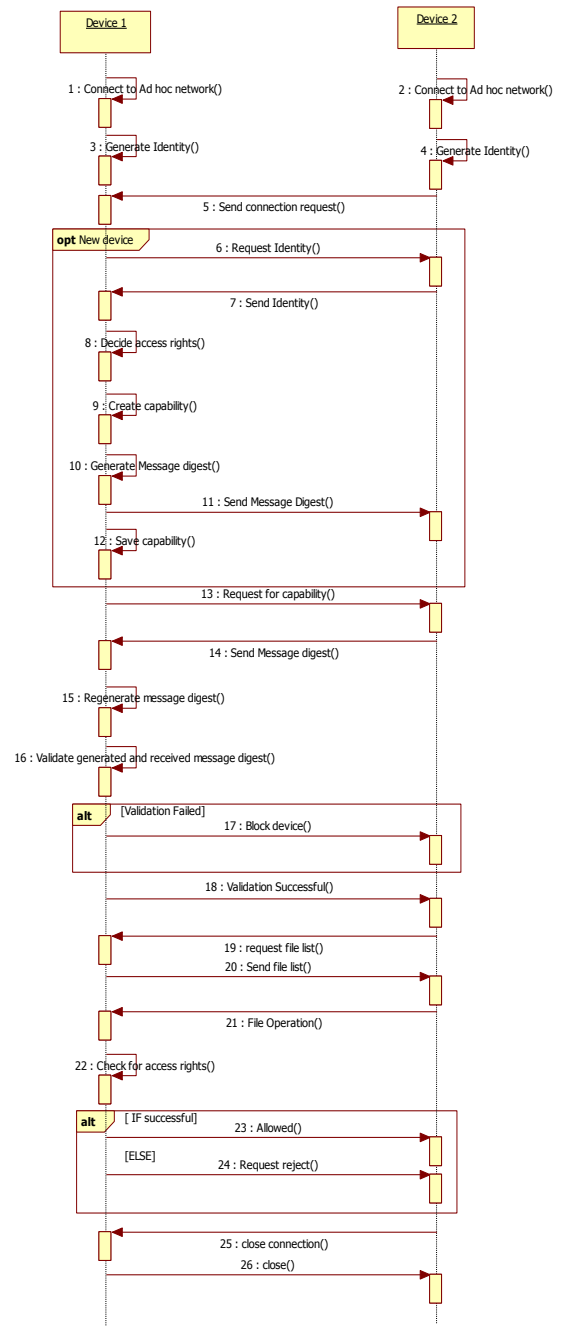 Device 1
Device 2
1 : Connect to Ad hoc network()
2 : Connect to Ad hoc network()
3 : Generate Identity()
4 : Generate Identity()
5 : Send connection request()
opt New device
6 : Request Identity()
7 : Send Identity()
8 : Decide access rights()
9 : Create capability()
10 : Generate Message digest()
11 : Send Message Digest()
12 : Save capability()
13 : Request for capability()
14 : Send Message digest()
15 : Regenerate message digest()
16 : Validate generated and received message digest()
alt [Validation Failed]
17 : Block device()
18 : Validation Successful()
19 : request file list()
20 : Send file list()
21 : File Operation()
22 : Check for access rights()
alt [ IF successful]
23 : Allowed()
[ELSE]
24 : Request reject()
25 : close connection()
26 : close()